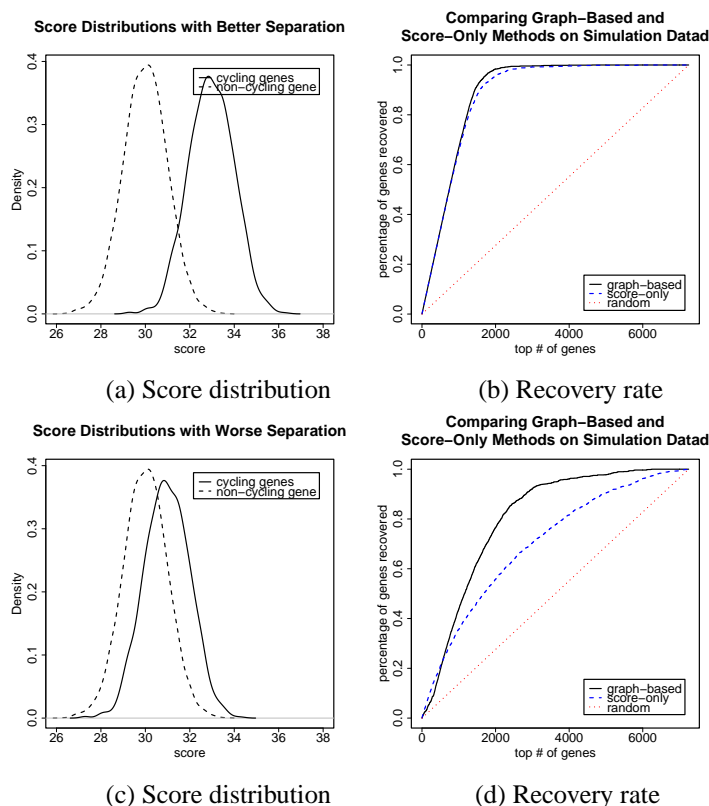 Score Distributions with Better Separation
0.4
0.3
0.2
0.1
0.0
Density
cycling genes
non−cycling gene
26 28 30 32 34 36 38
score
(a) Score distribution
Comparing Graph−Based and
Score−Only Methods on Simulation Datad
1.0
0.8
0.6
0.4
0.2
0.0
percentage of genes recovered
graph−based
score−only
random
0 2000 4000 6000
top # of genes
(b) Recovery rate
Score Distributions with Worse Separation
0.4
0.3
0.2
0.1
0.0
Density
cycling genes
non−cycling gene
26 28 30 32 34 36 38
score
(c) Score distribution
Comparing Graph−Based and
Score−Only Methods on Simulation Datad
1.0
0.8
0.6
0.4
0.2
0.0
percentage of genes recovered
graph−based
score−only
random
0 2000 4000 6000
top # of genes
(d) Recovery rate